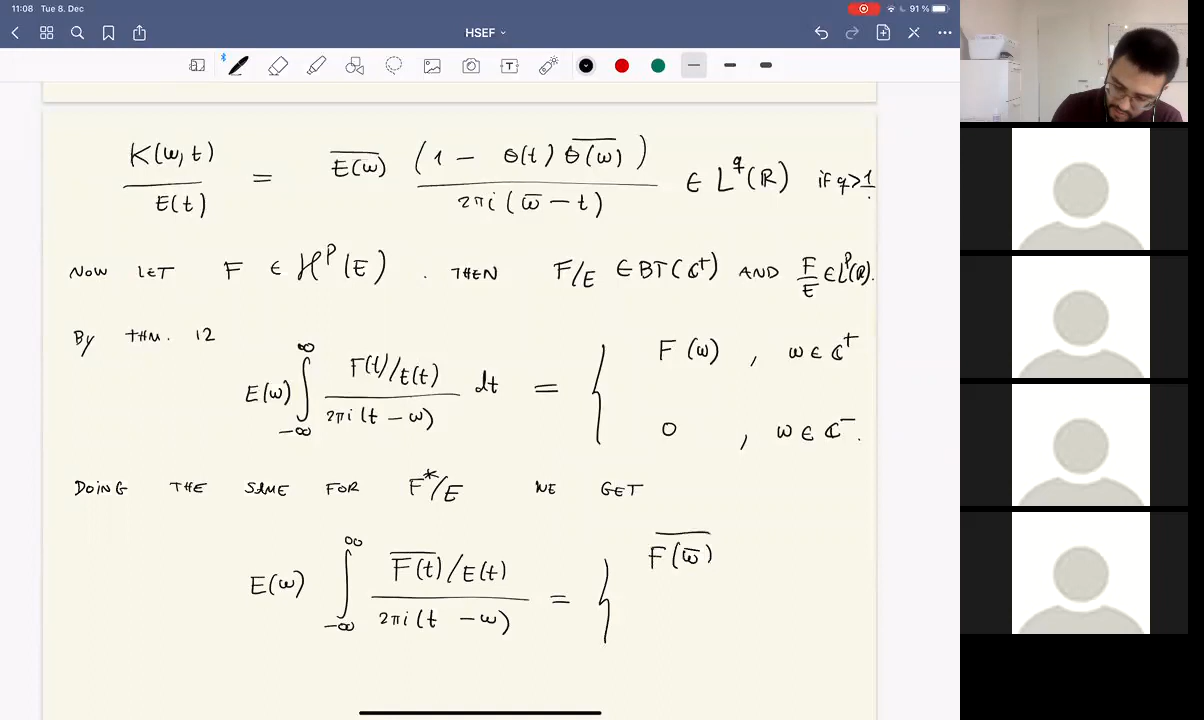 11:08 Tue 8. Dec
91 %
HSEF
K(w,t) / E(t) = \overline{E(w)} (1 − Θ(t) \overline{Θ(w)}) / 2πi(\overline{w} − t) ∈ L^q(ℝ) if q>1
NOW LET F ∈ ℋ^p(E). THEN F/E ∈ BT(ℂ⁺) AND F/E ∈ L^p(ℝ).
By THM. 12
E(w) ∫_{−∞}^{∞} F(t)/E(t) / 2πi(t − w) dt = { F(w), w ∈ ℂ⁺
0, w ∈ ℂ⁻.
DOING THE SAME FOR F*/E WE GET
E(w) ∫_{−∞}^{∞} \overline{F(t)}/E(t) / 2πi(t − w) = { \overline{F(\overline{w})}